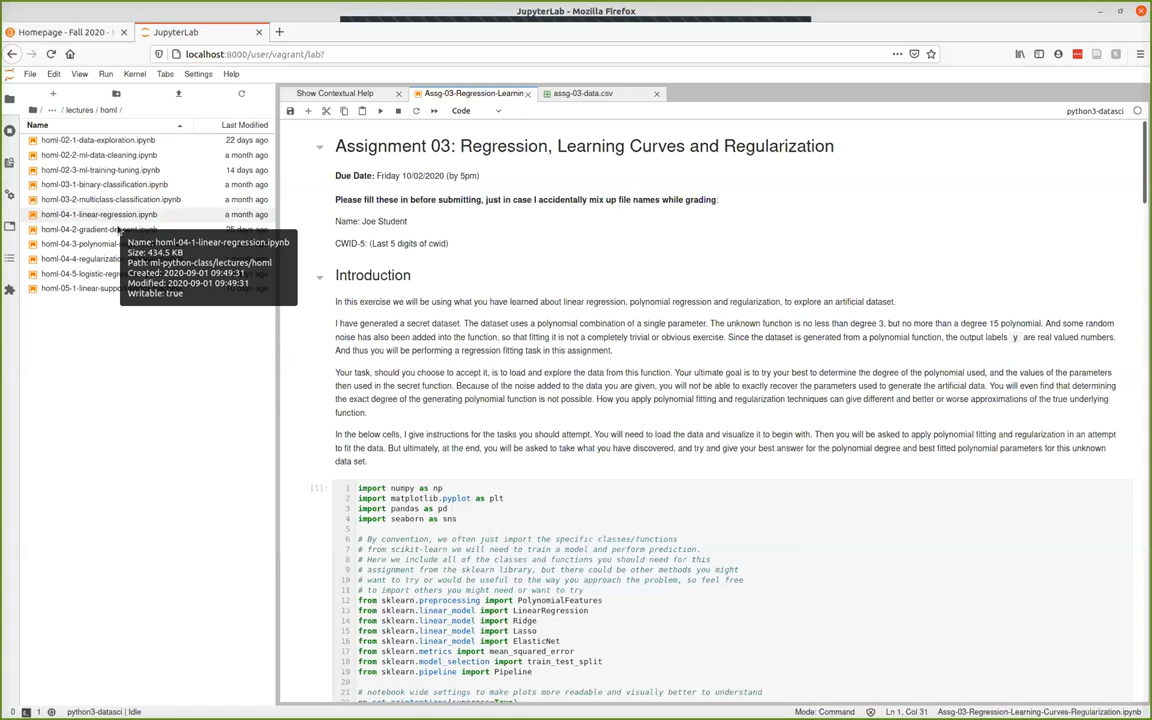 JupyterLab - Mozilla Firefox
Homepage - Fall 2020 -
JupyterLab
localhost:8000/user/vagrant/lab?
File Edit View Run Kernel Tabs Settings Help
Show Contextual Help
Assg-03-Regression-Learnin
assg-03-data.csv
/ ... / lectures / homl /
Code
python3-datasci
Name
Last Modified
homl-02-1-data-exploration.ipynb 22 days ago
homl-02-2-ml-data-cleaning.ipynb a month ago
homl-02-3-ml-training-tuning.ipynb 14 days ago
homl-03-1-binary-classification.ipynb a month ago
homl-03-2-multiclass-classification.ipynb a month ago
homl-04-1-linear-regression.ipynb a month ago
homl-04-2-gradient-descent.ipynb 25 days ago
homl-04-3-polynomial-
homl-04-4-regularization
homl-04-5-logistic-regre
homl-05-1-linear-suppo
Name: homl-04-1-linear-regression.ipynb
Size: 434.5 KB
Path: ml-python-class/lectures/homl
Created: 2020-09-01 09:49:31
Modified: 2020-09-01 09:49:31
Writable: true
Assignment 03: Regression, Learning Curves and Regularization
Due Date: Friday 10/02/2020 (by 5pm)
Please fill these in before submitting, just in case I accidentally mix up file names while grading:
Name: Joe Student
CWID-5: (Last 5 digits of cwid)
Introduction
In this exercise we will be using what you have learned about linear regression, polynomial regression and regularization, to explore an artificial dataset.
I have generated a secret dataset. The dataset uses a polynomial combination of a single parameter. The unknown function is no less than degree 3, but no more than a degree 15 polynomial. And some random
noise has also been added into the function, so that fitting it is not a completely trivial or obvious exercise. Since the dataset is generated from a polynomial function, the output labels y are real valued numbers.
And thus you will be performing a regression fitting task in this assignment.
Your task, should you choose to accept it, is to load and explore the data from this function. Your ultimate goal is to try your best to determine the degree of the polynomial used, and the values of the parameters
then used in the secret function. Because of the noise added to the data you are given, you will not be able to exactly recover the parameters used to generate the artificial data. You will even find that determining
the exact degree of the generating polynomial function is not possible. How you apply polynomial fitting and regularization techniques can give different and better or worse approximations of the true underlying
function.
In the below cells, I give instructions for the tasks you should attempt. You will need to load the data and visualize it to begin with. Then you will be asked to apply polynomial fitting and regularization in an attempt
to fit the data. But ultimately, at the end, you will be asked to take what you have discovered, and try and give your best answer for the polynomial degree and best fitted polynomial parameters for this unknown
data set.
[1]:
1 import numpy as np
2 import matplotlib.pyplot as plt
3 import pandas as pd
4 import seaborn as sns
5
6 # By convention, we often just import the specific classes/functions
7 # from scikit-learn we will need to train a model and perform prediction.
8 # Here we include all of the classes and functions you should need for this
9 # assignment from the sklearn library, but there could be other methods you might
10 # want to try or would be useful to the way you approach the problem, so feel free
11 # to import others you might need or want to try
12 from sklearn.preprocessing import PolynomialFeatures
13 from sklearn.linear_model import LinearRegression
14 from sklearn.linear_model import Ridge
15 from sklearn.linear_model import Lasso
16 from sklearn.linear_model import ElasticNet
17 from sklearn.metrics import mean_squared_error
18 from sklearn.model_selection import train_test_split
19 from sklearn.pipeline import Pipeline
20
21 # notebook wide settings to make plots more readable and visually better to understand
0 1 python3-datasci | Idle
Mode: Command
Ln 1, Col 31
Assg-03-Regression-Learning-Curves-Regularization.ipynb